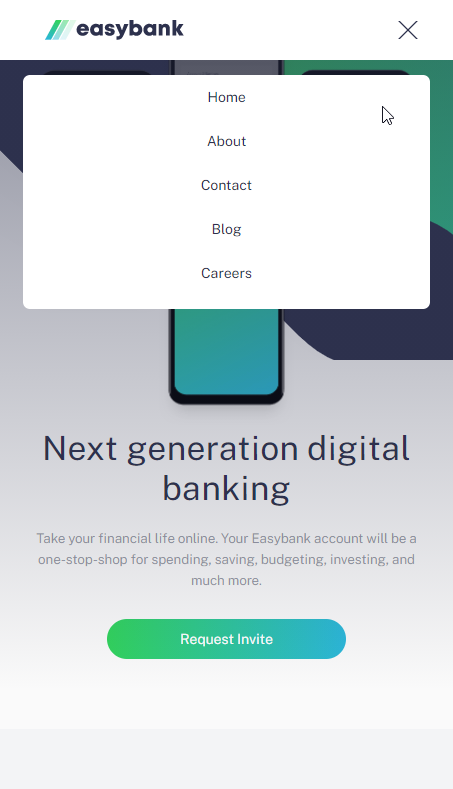 easybank
Home
About
Contact
Blog
Careers
Next generation digital
banking
Take your financial life online. Your Easybank account will be a
one-stop-shop for spending, saving, budgeting, investing, and
much more.
Request Invite